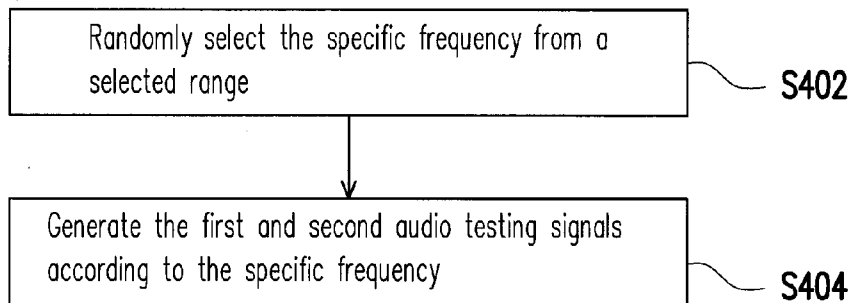 Randomly select the specific frequency from a
selected range
S402
Generate the first and second audio testing signals
according to the specific frequency
S404